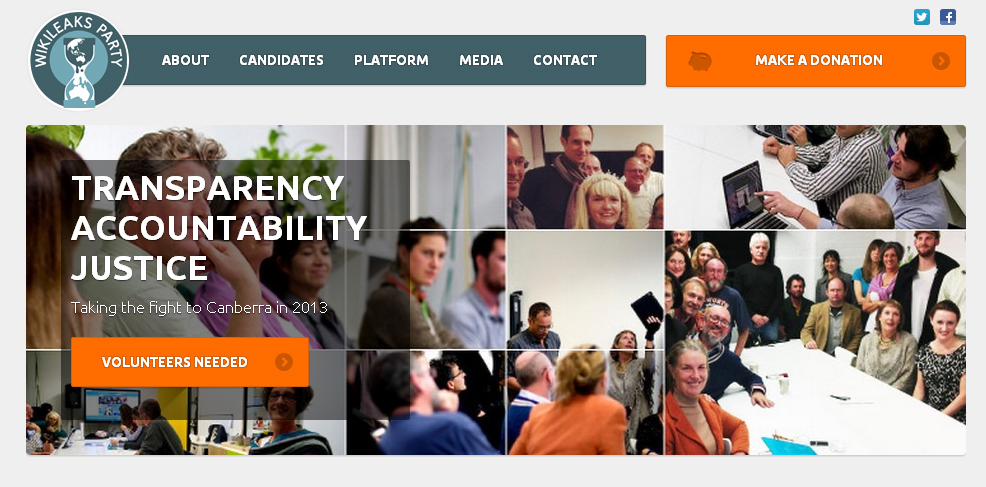 WIKILEAKS PARTY
ABOUT CANDIDATES PLATFORM MEDIA CONTACT
MAKE A DONATION
TRANSPARENCY
ACCOUNTABILITY
JUSTICE
Taking the fight to Canberra in 2013
VOLUNTEERS NEEDED